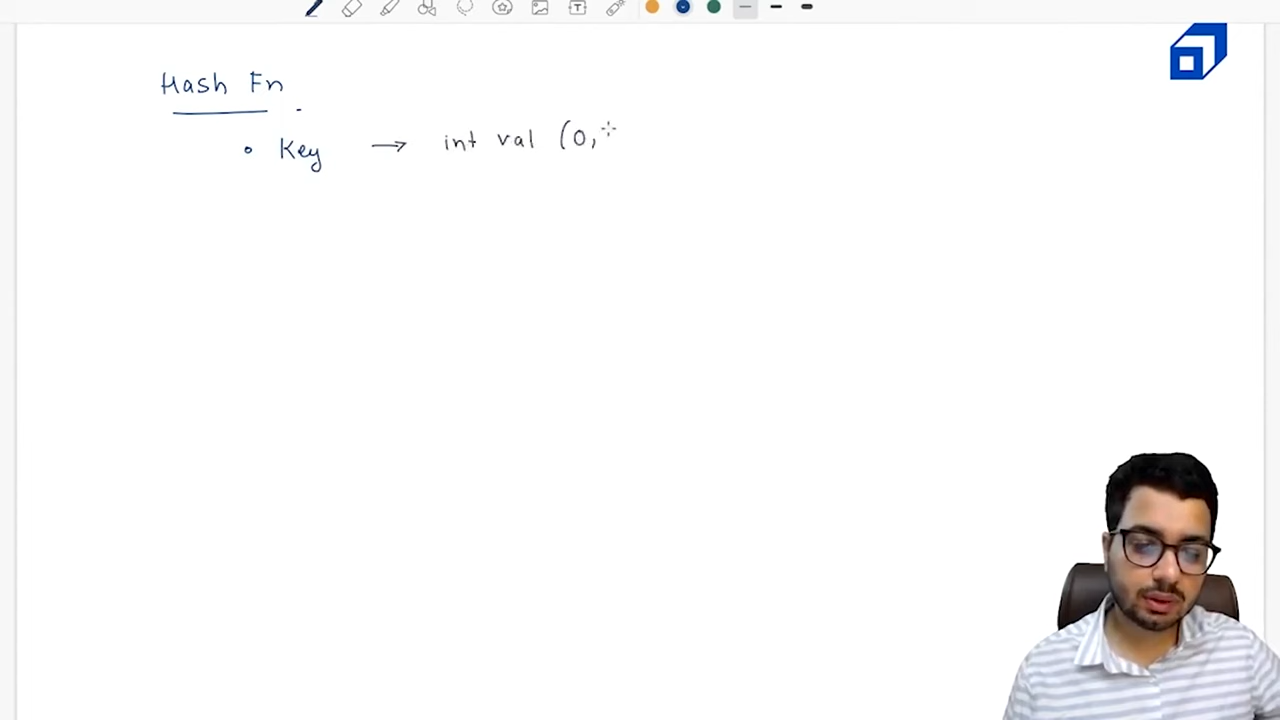 Hash Fn
• Key → int val (0,